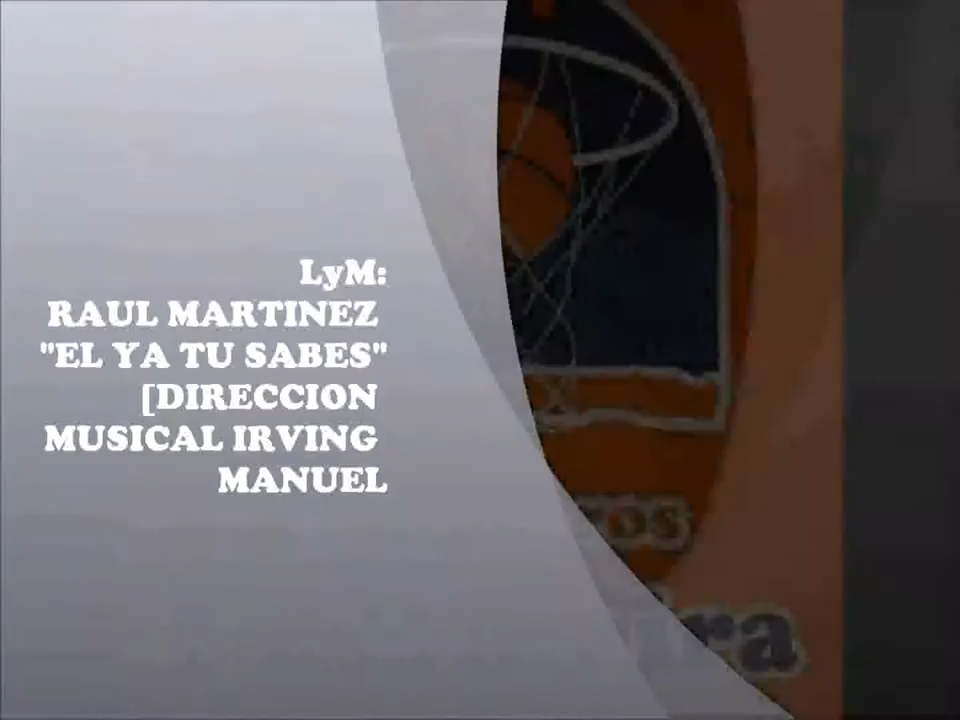 LyM:
RAUL MARTINEZ
"EL YA TU SABES"
[DIRECCION
MUSICAL IRVING
MANUEL